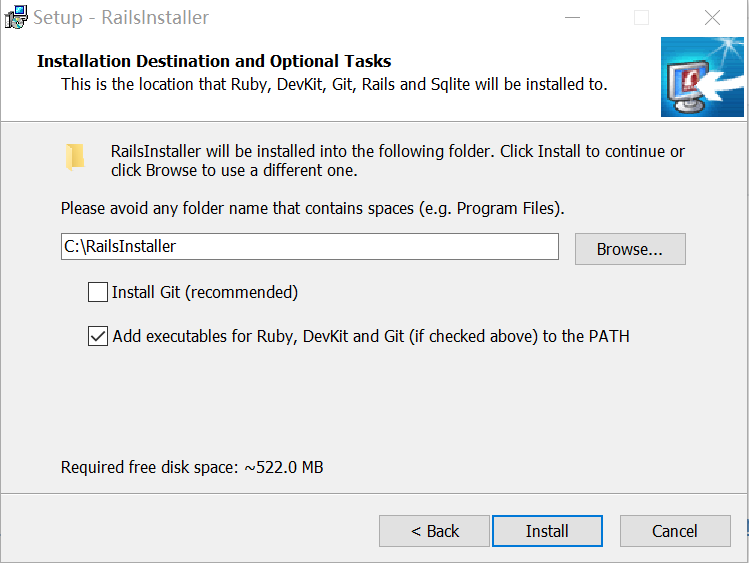 Setup - RailsInstaller
Installation Destination and Optional Tasks
This is the location that Ruby, DevKit, Git, Rails and Sqlite will be installed to.
RailsInstaller will be installed into the following folder. Click Install to continue or
click Browse to use a different one.
Please avoid any folder name that contains spaces (e.g. Program Files).
C:\RailsInstaller
Browse...
Install Git (recommended)
Add executables for Ruby, DevKit and Git (if checked above) to the PATH
Required free disk space: ~522.0 MB
< Back
Install
Cancel